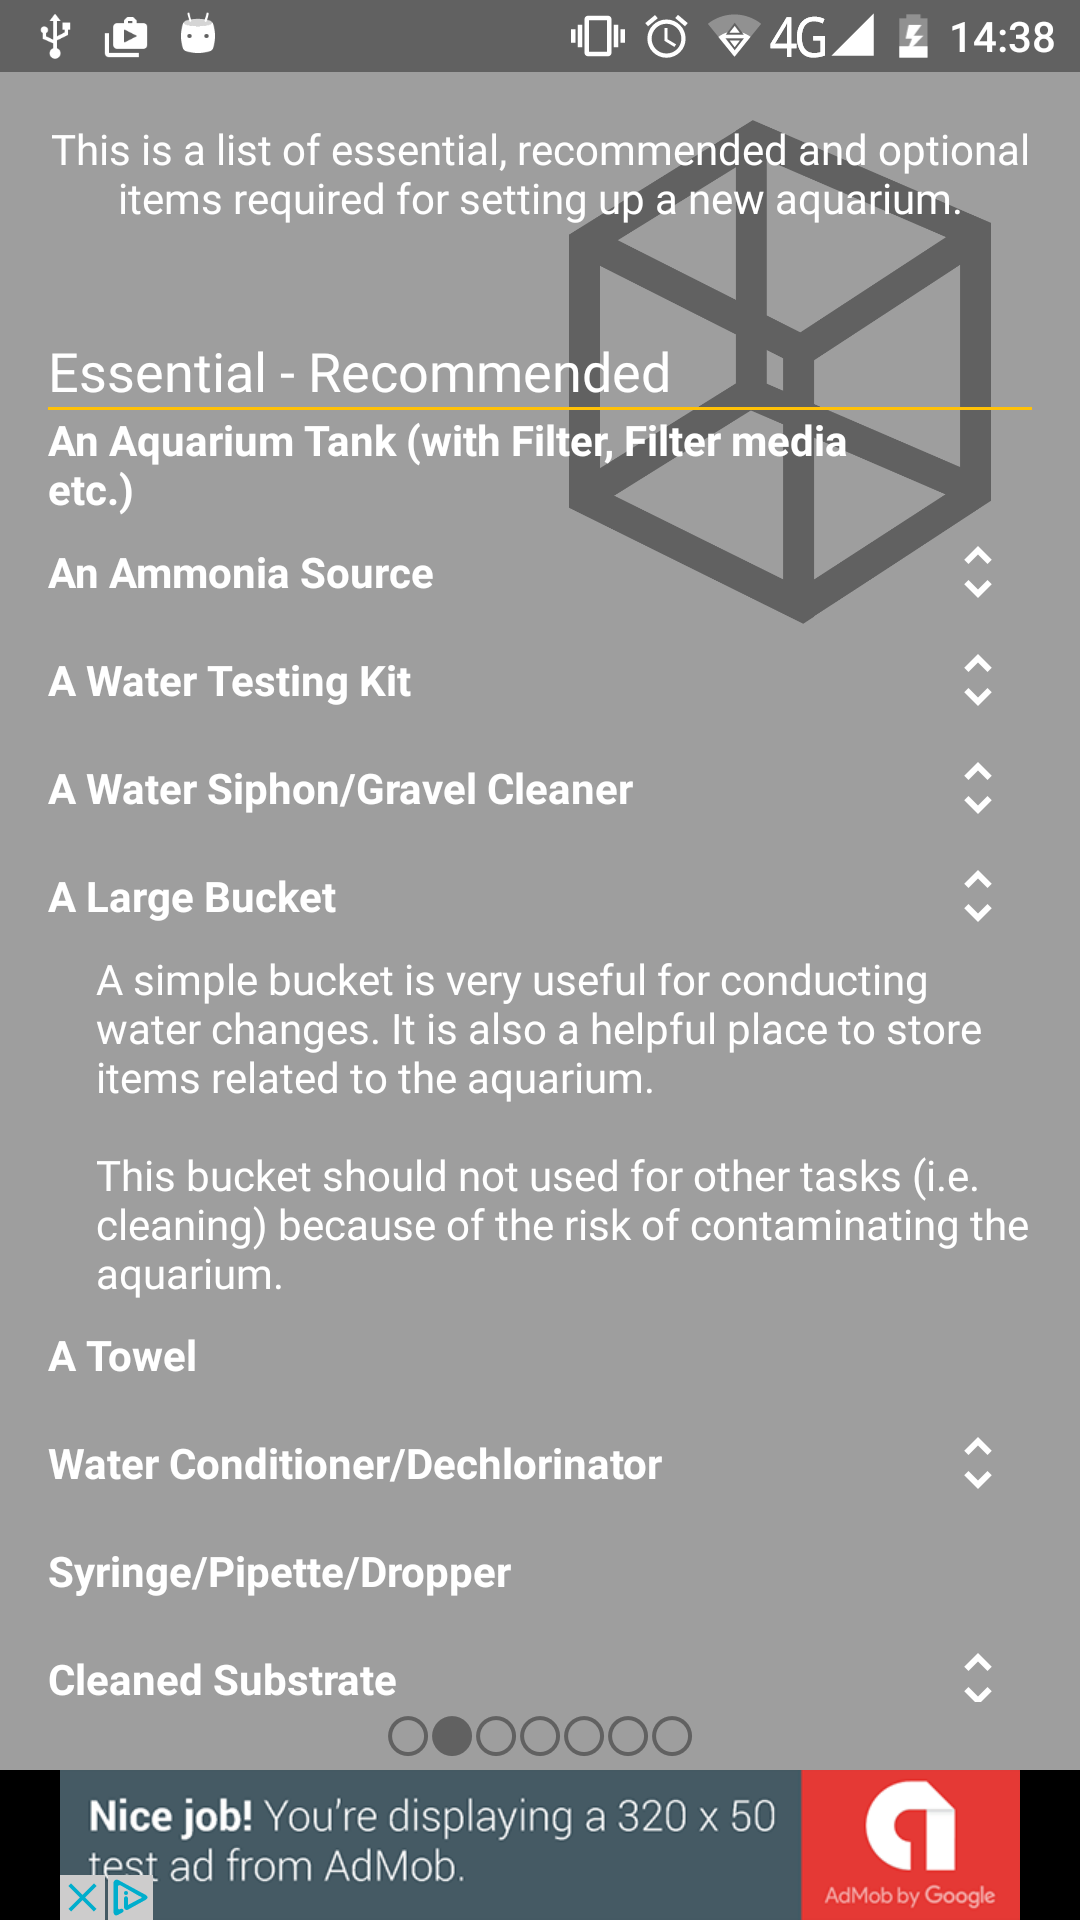 4G 14:38
This is a list of essential, recommended and optional
items required for setting up a new aquarium.
Essential - Recommended
An Aquarium Tank (with Filter, Filter media
etc.)
An Ammonia Source
A Water Testing Kit
A Water Siphon/Gravel Cleaner
A Large Bucket
A simple bucket is very useful for conducting
water changes. It is also a helpful place to store
items related to the aquarium.
This bucket should not used for other tasks (i.e.
cleaning) because of the risk of contaminating the
aquarium.
A Towel
Water Conditioner/Dechlorinator
Syringe/Pipette/Dropper
Cleaned Substrate
Nice job! You're displaying a 320 x 50
test ad from AdMob.
AdMob by Google